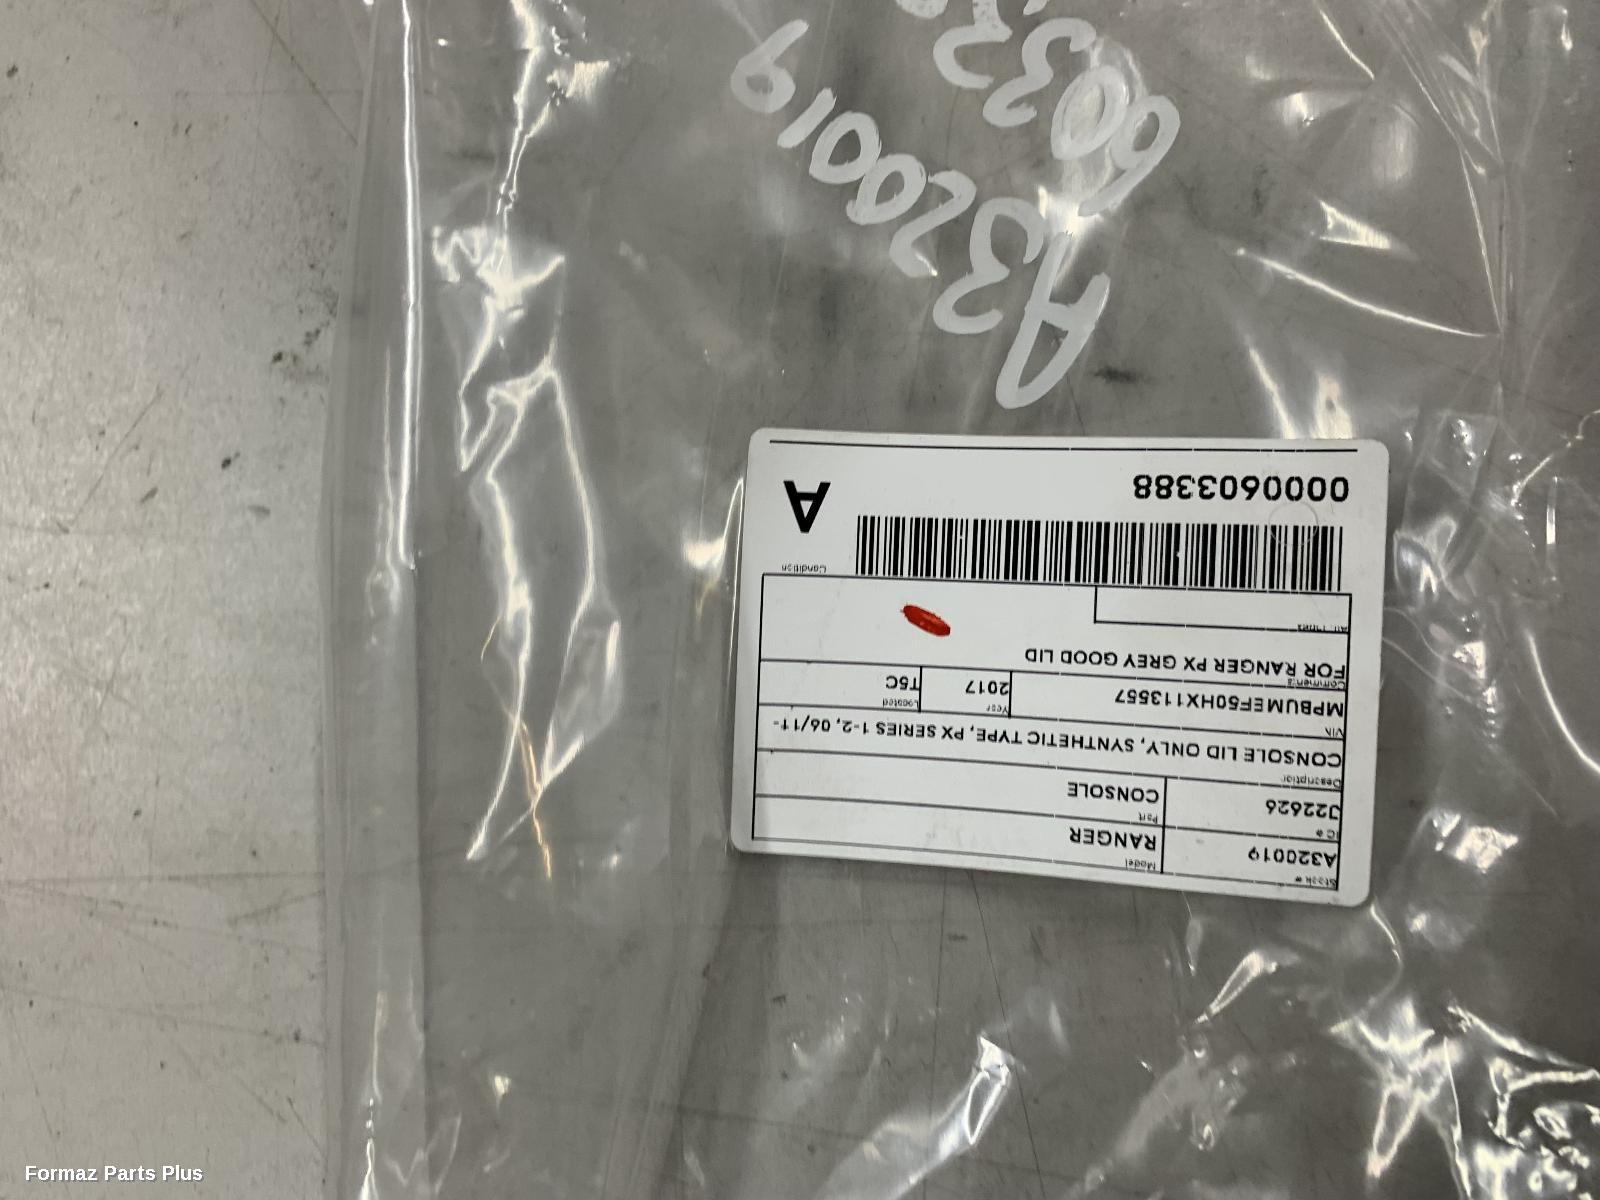 A320019
Stock #
A320019
Model
RANGER
IC #
J22626
Part
CONSOLE
Description
CONSOLE LID ONLY, SYNTHETIC TYPE, PX SERIES 1-2, 06/11-
VIN
MPBUMEF50HX113557
Year
2017
Located
T5C
Comments
FOR RANGER PX GREY GOOD LID
Condition
A
0000603388
Formaz Parts Plus